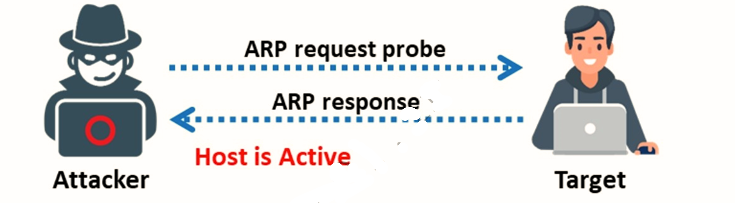 ARP request probe
ARP response
Host is Active
Attacker
Target